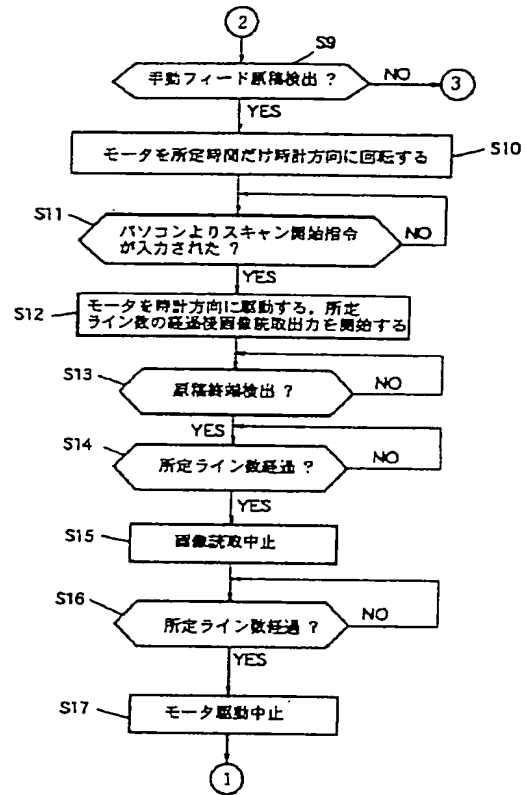 2
S9
手動フィード原稿検出 ?
NO
3
YES
モータを所定時間だけ時計方向に回転する
S10
S11
パソコンよりスキャン開始指令
が入力された ?
NO
YES
S12
モータを時計方向に駆動する. 所定
ライン数の経過後画像読取出力を開始する
S13
原稿終端検出 ?
NO
YES
S14
所定ライン数経過 ?
NO
YES
S15
画像読取中止
S16
所定ライン数経過 ?
NO
YES
S17
モータ駆動中止
1